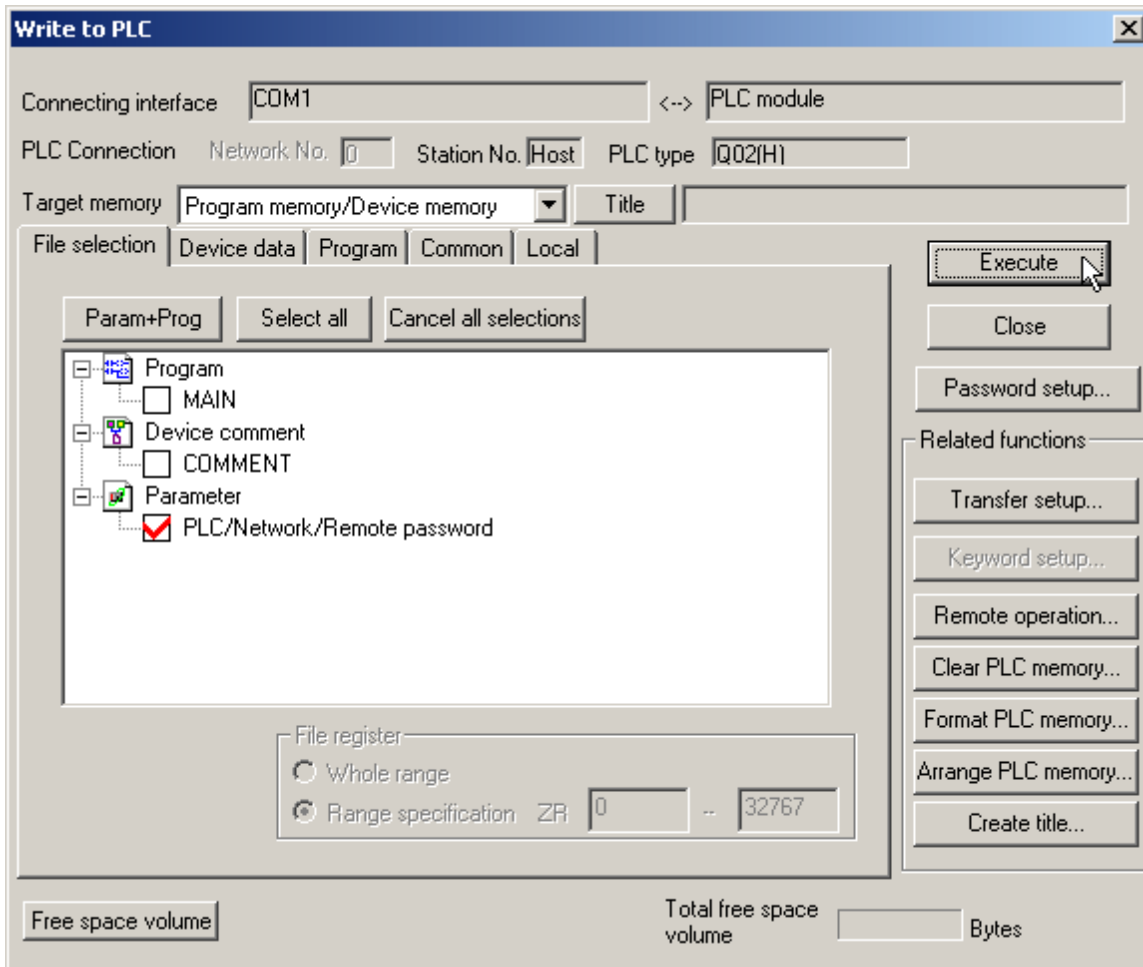 Write to PLC
Connecting interface COM1 <--> PLC module
PLC Connection Network No. 0 Station No. Host PLC type Q02(H)
Target memory Program memory/Device memory Title
File selection Device data Program Common Local
Execute
Param+Prog Select all Cancel all selections
Close
Program
MAIN
Password setup...
Device comment
Related functions
COMMENT
Parameter
Transfer setup...
PLC/Network/Remote password
Keyword setup...
Remote operation...
Clear PLC memory...
Format PLC memory...
File register
Whole range
Arrange PLC memory...
Range specification ZR 0 -- 32767
Create title...
Free space volume
Total free space
volume
Bytes